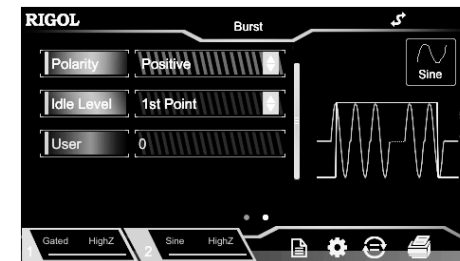 RIGOL
Burst
Polarity Positive
Sine
Idle Level 1st Point
User 0
1 Gated HighZ 2 Sine HighZ